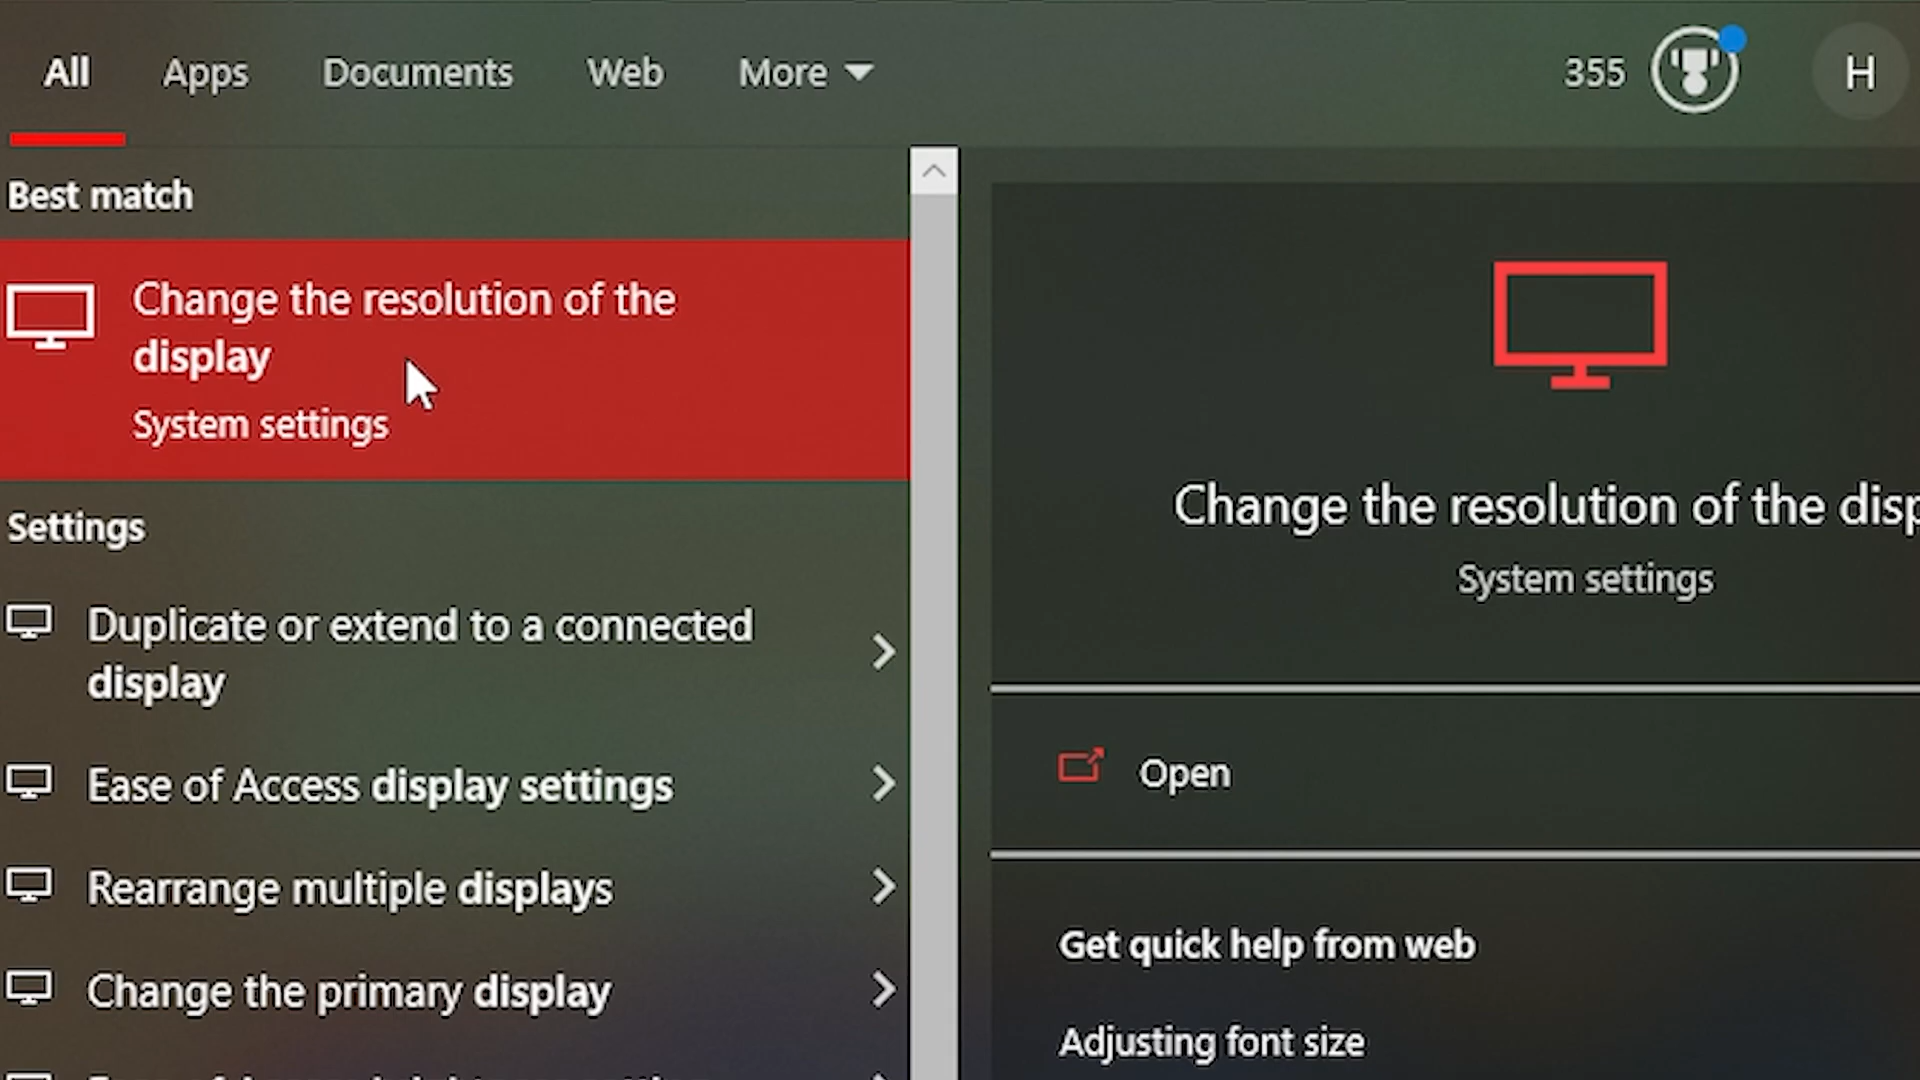 All Apps Documents Web More 355 H
Best match
Change the resolution of the
display
System settings
Settings
Duplicate or extend to a connected
display
Ease of Access display settings
Rearrange multiple displays
Change the primary display
Change the resolution of the disp
System settings
Open
Get quick help from web
Adjusting font size